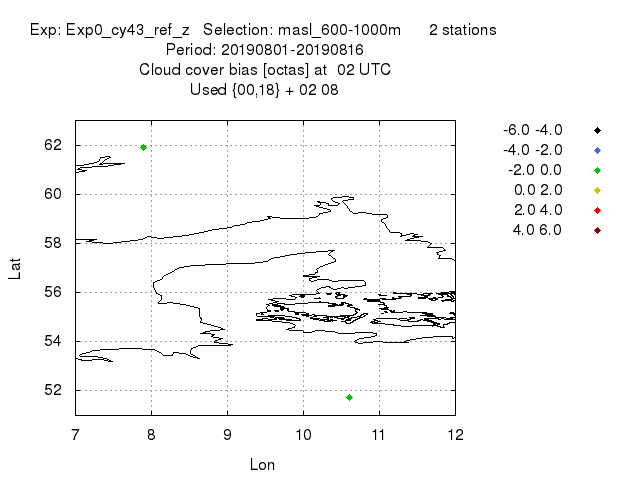 Exp: Exp0_cy43_ref_z   Selection: masl_600-1000m      2 stations
Period: 20190801-20190816
Cloud cover bias [octas] at  02 UTC
Used {00,18} + 02 08
-6.0 -4.0
-4.0 -2.0
-2.0 0.0
0.0 2.0
2.0 4.0
4.0 6.0
62
60
58
56
54
52
Lat
7 8 9 10 11 12
Lon